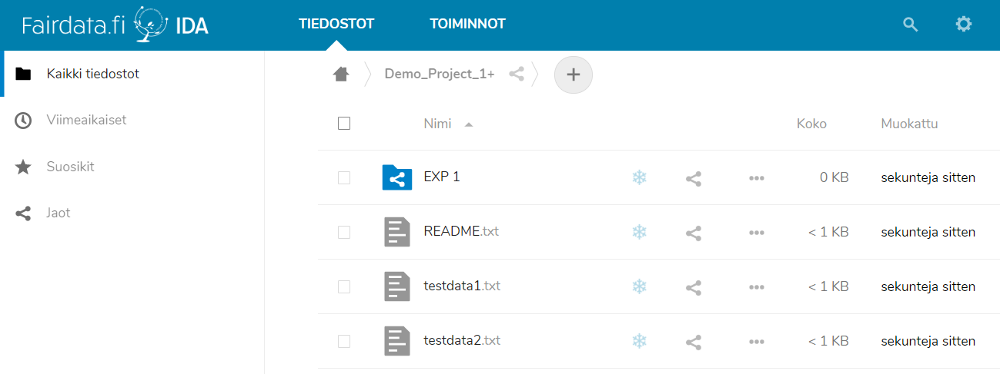 Fairdata.fi IDA TIEDOSTOT TOIMINNOT
Kaikki tiedostot
Viimeaikaiset
Suosikit
Jaot
Demo_Project_1+
Nimi Koko Muokattu
EXP 1 0 KB sekunteja sitten
README.txt < 1 KB sekunteja sitten
testdata1.txt < 1 KB sekunteja sitten
testdata2.txt < 1 KB sekunteja sitten